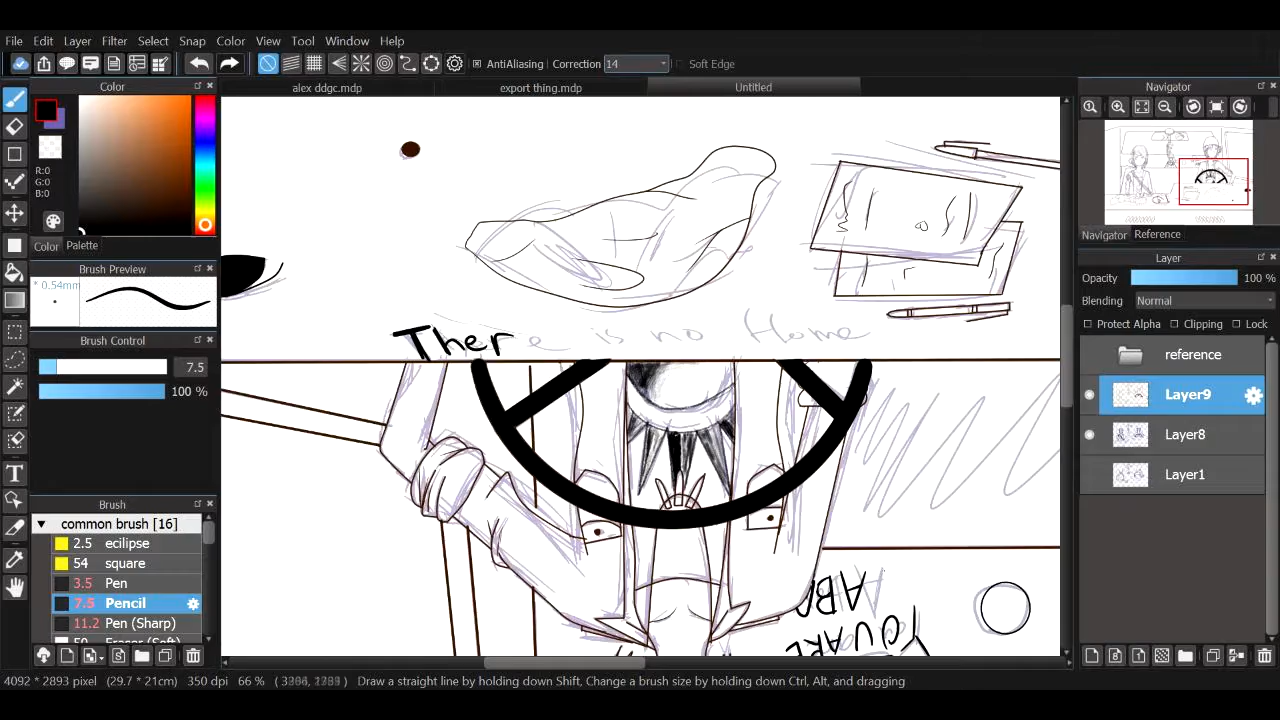 File Edit Layer Filter Select Snap Color View Tool Window Help
AntiAliasing Correction 14 Soft Edge
Color alex ddgc.mdp export thing.mdp Untitled Navigator
R:0
G:0
B:0
Color Palette
Navigator Reference
Brush Preview
* 0.54mm
Layer
Opacity 100 %
Blending Normal
Protect Alpha Clipping Lock
There is no Home
Brush Control
7.5
100 %
reference
Layer9
Layer8
Layer1
Brush
common brush [16]
2.5 ecilipse
54 square
3.5 Pen
7.5 Pencil
11.2 Pen (Sharp)
50 Eraser (Soft)
YOU ARE
4092 * 2893 pixel (29.7 * 21cm) 350 dpi 66 % Draw a straight line by holding down Shift, Change a brush size by holding down Ctrl, Alt, and dragging